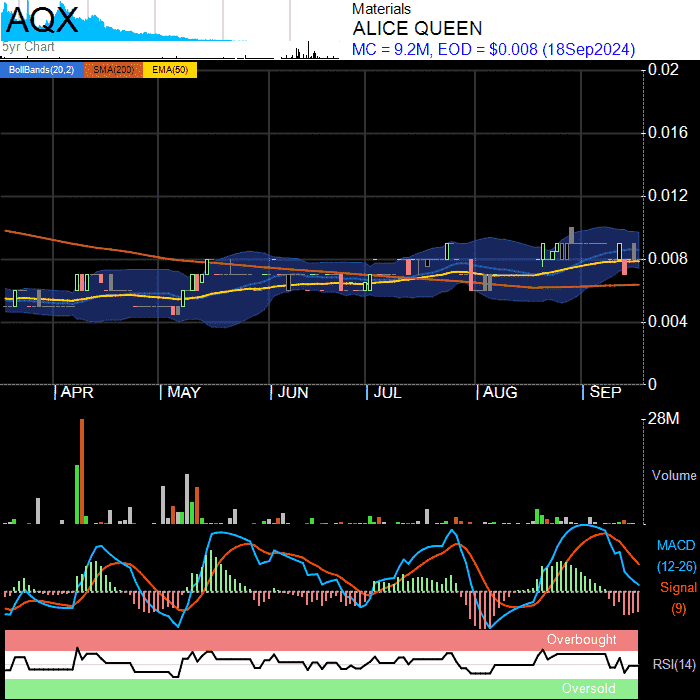 AQX
5yr Chart
Materials
ALICE QUEEN
MC = 9.2M, EOD = $0.008 (18Sep2024)
BollBands(20,2) SMA(200) EMA(50)
0.02
0.016
0.012
0.008
0.004
0
APR MAY JUN JUL AUG SEP
28M
Volume
MACD
(12-26)
Signal
(9)
Overbought
RSI(14)
Oversold